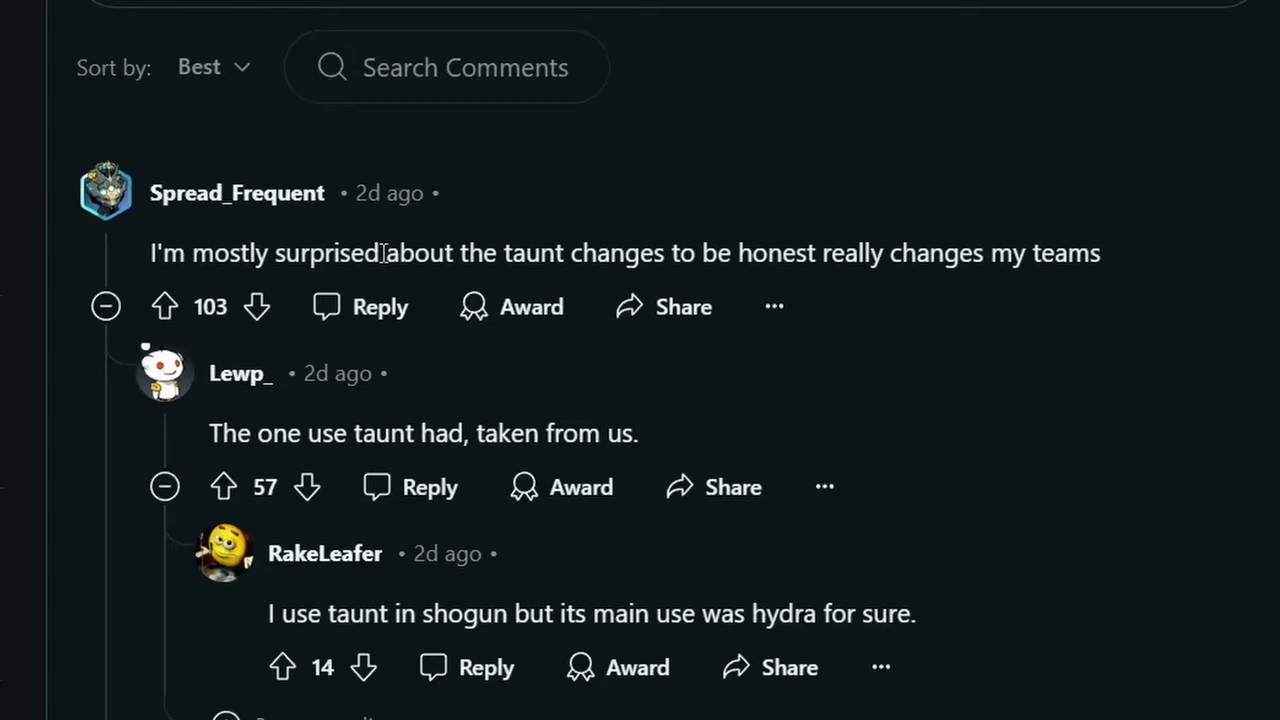 Sort by: Best Search Comments
Spread_Frequent • 2d ago •
I'm mostly surprised about the taunt changes to be honest really changes my teams
103 Reply Award Share
Lewp_ • 2d ago •
The one use taunt had, taken from us.
57 Reply Award Share
RakeLeafer • 2d ago •
I use taunt in shogun but its main use was hydra for sure.
14 Reply Award Share